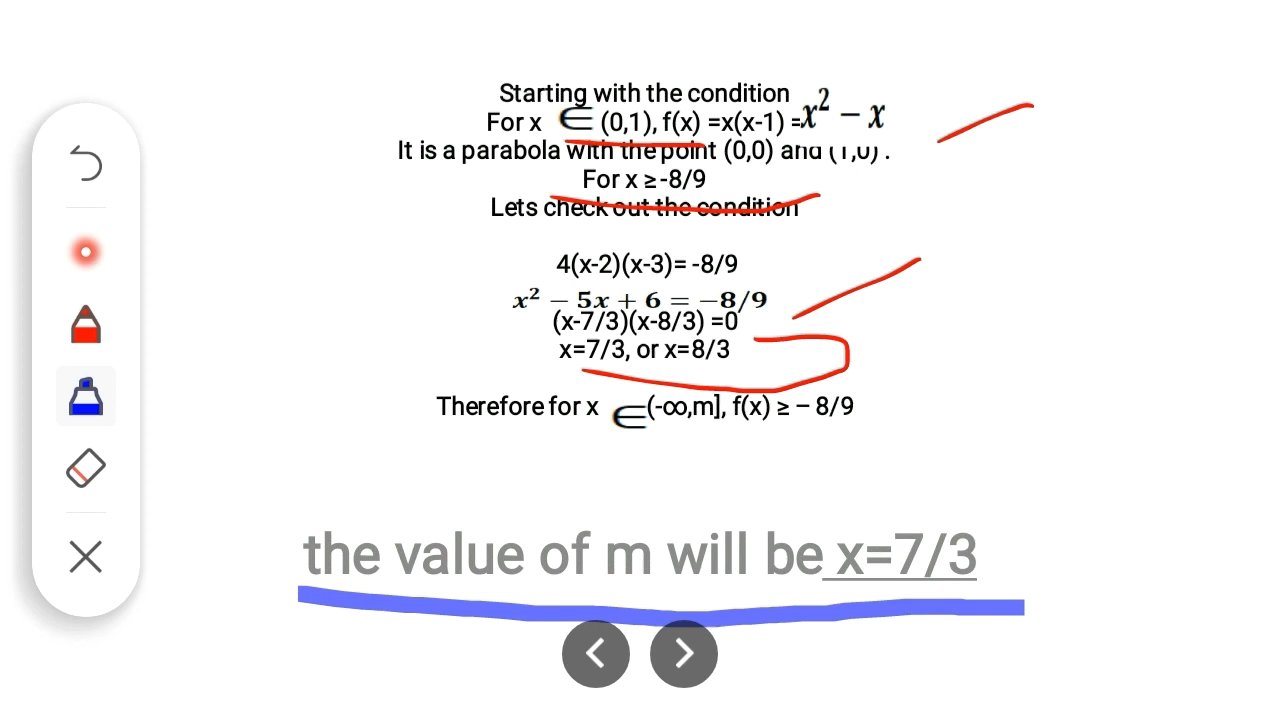 Starting with the condition
For x ∈ (0,1), f(x) =x(x-1) =x² − x
It is a parabola with the point (0,0) and (1,0) .
For x ≥ -8/9
Lets check out the condition
4(x-2)(x-3)= -8/9
x² − 5x + 6 = −8/9
(x-7/3)(x-8/3) =0
x=7/3, or x=8/3
Therefore for x ∈ (-∞,m], f(x) ≥ – 8/9
the value of m will be x=7/3